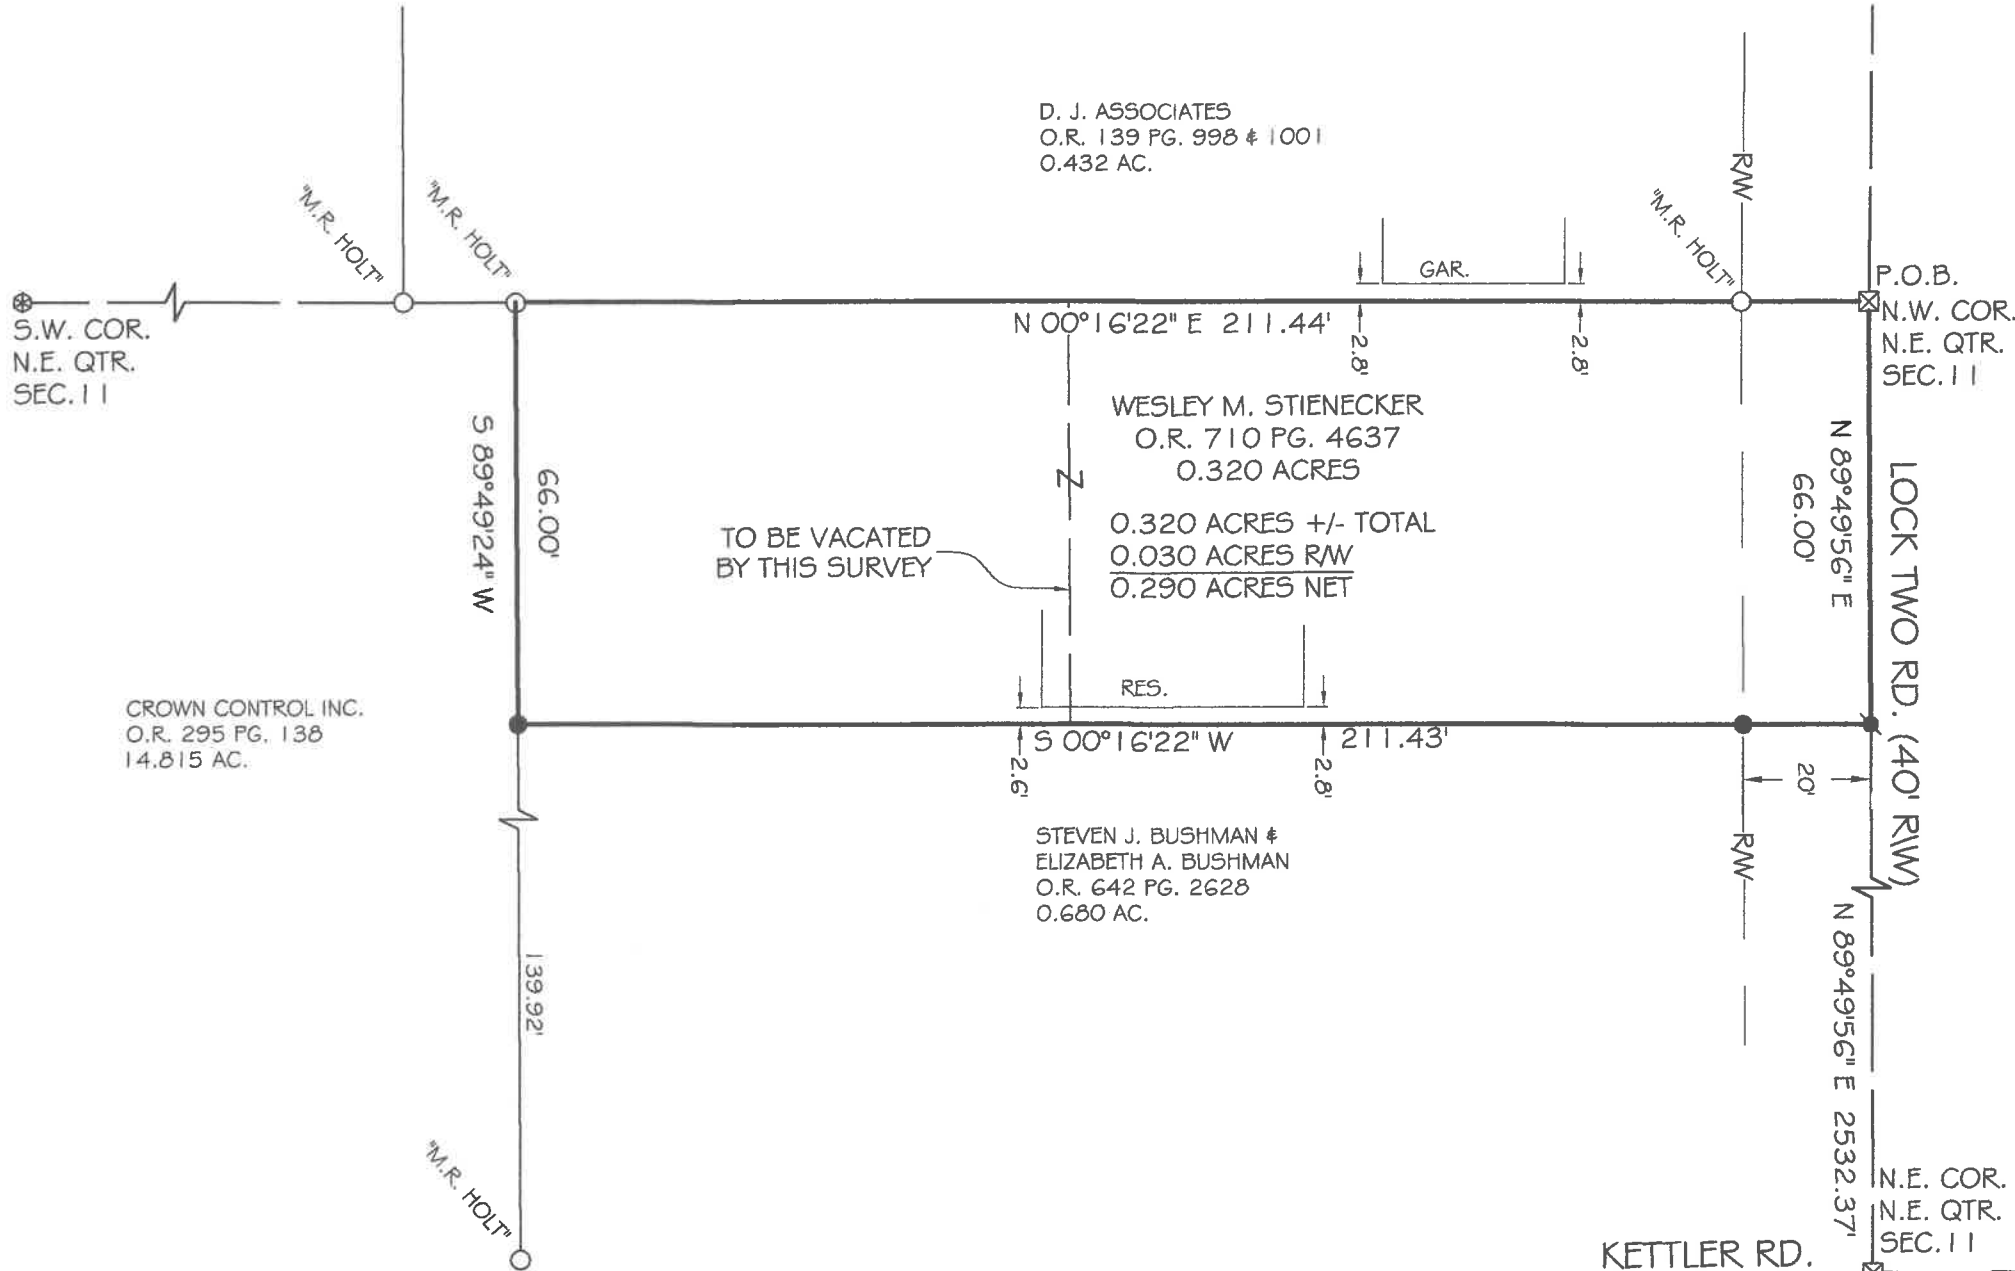 D. J. ASSOCIATES
O.R. 139 PG. 998 & 1001
0.432 AC.
"M.R. HOLT"
"M.R. HOLT"
R/W
"M.R. HOLT"
GAR.
P.O.B.
N.W. COR.
N.E. QTR.
SEC.11
S.W. COR.
N.E. QTR.
SEC.11
N 00°16'22" E 211.44'
2.8'
2.8'
WESLEY M. STIENECKER
O.R. 710 PG. 4637
0.320 ACRES
0.320 ACRES +/- TOTAL
0.030 ACRES R/W
0.290 ACRES NET
S 89°49'24" W
66.00'
TO BE VACATED
BY THIS SURVEY
Z
N 89°49'56" E
66.00'
LOCK TWO RD. (40' R/W)
RES.
CROWN CONTROL INC.
O.R. 295 PG. 138
14.815 AC.
S 00°16'22" W 211.43'
2.6'
2.8'
20'
STEVEN J. BUSHMAN &
ELIZABETH A. BUSHMAN
O.R. 642 PG. 2628
0.680 AC.
R/W
139.92'
N 89°49'56" E 2532.37'
"M.R. HOLT"
N.E. COR.
N.E. QTR.
SEC.11
KETTLER RD.